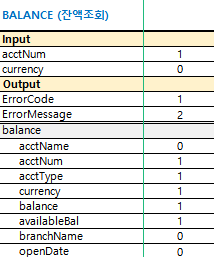 BALANCE (잔액조회)
Input
acctNum 1
currency 0
Output
ErrorCode 1
ErrorMessage 2
balance
acctName 0
acctNum 1
acctType 1
currency 1
balance 1
availableBal 1
branchName 0
openDate 0